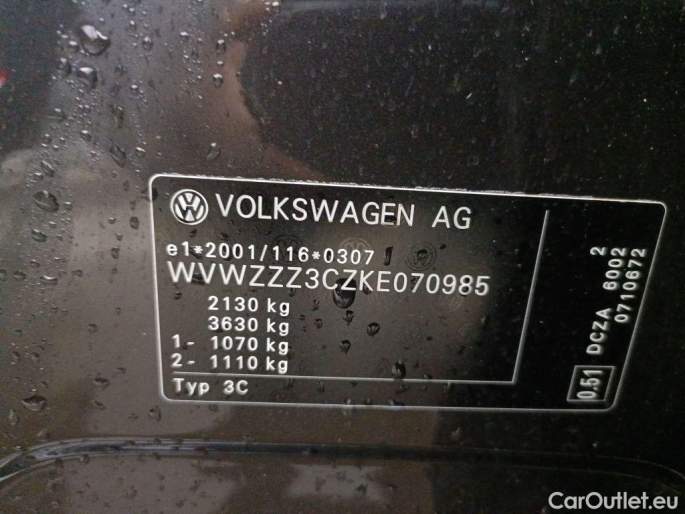 VOLKSWAGEN AG
e1*2001/116*0307
WVWZZZ3CZKE070985
2130 kg
3630 kg
1- 1070 kg
2- 1110 kg
Typ 3C
0.51 DCZA 6002 2
0710672
CarOutlet.eu